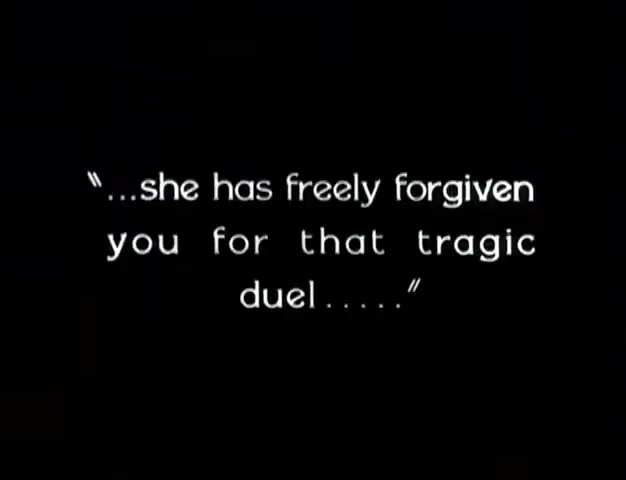 "...she has freely forgiven
you for that tragic
duel....."